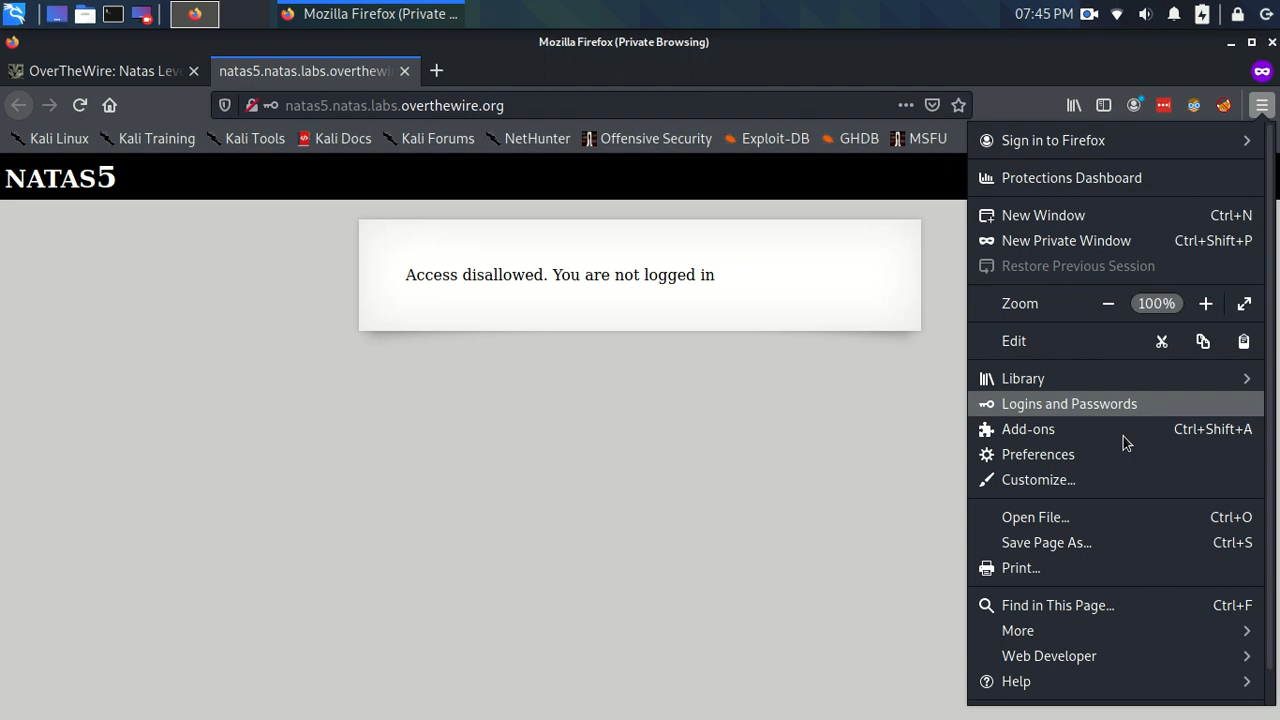 Mozilla Firefox (Private ...
07:45 PM
Mozilla Firefox (Private Browsing)
OverTheWire: Natas Lev
natas5.natas.labs.overthewi
natas5.natas.labs.overthewire.org
Kali Linux
Kali Training
Kali Tools
Kali Docs
Kali Forums
NetHunter
Offensive Security
Exploit-DB
GHDB
MSFU
NATAS5
Access disallowed. You are not logged in
Sign in to Firefox
Protections Dashboard
New Window Ctrl+N
New Private Window Ctrl+Shift+P
Restore Previous Session
Zoom 100%
Edit
Library
Logins and Passwords
Add-ons Ctrl+Shift+A
Preferences
Customize...
Open File... Ctrl+O
Save Page As... Ctrl+S
Print...
Find in This Page... Ctrl+F
More
Web Developer
Help